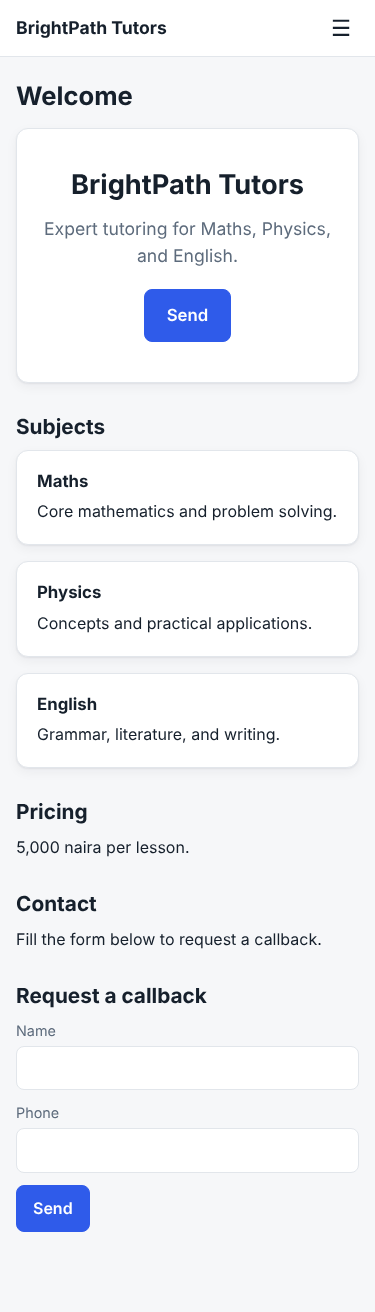 BrightPath Tutors
☰
Welcome
BrightPath Tutors
Expert tutoring for Maths, Physics,
and English.
Send
Subjects
Maths
Core mathematics and problem solving.
Physics
Concepts and practical applications.
English
Grammar, literature, and writing.
Pricing
5,000 naira per lesson.
Contact
Fill the form below to request a callback.
Request a callback
Name
Phone
Send